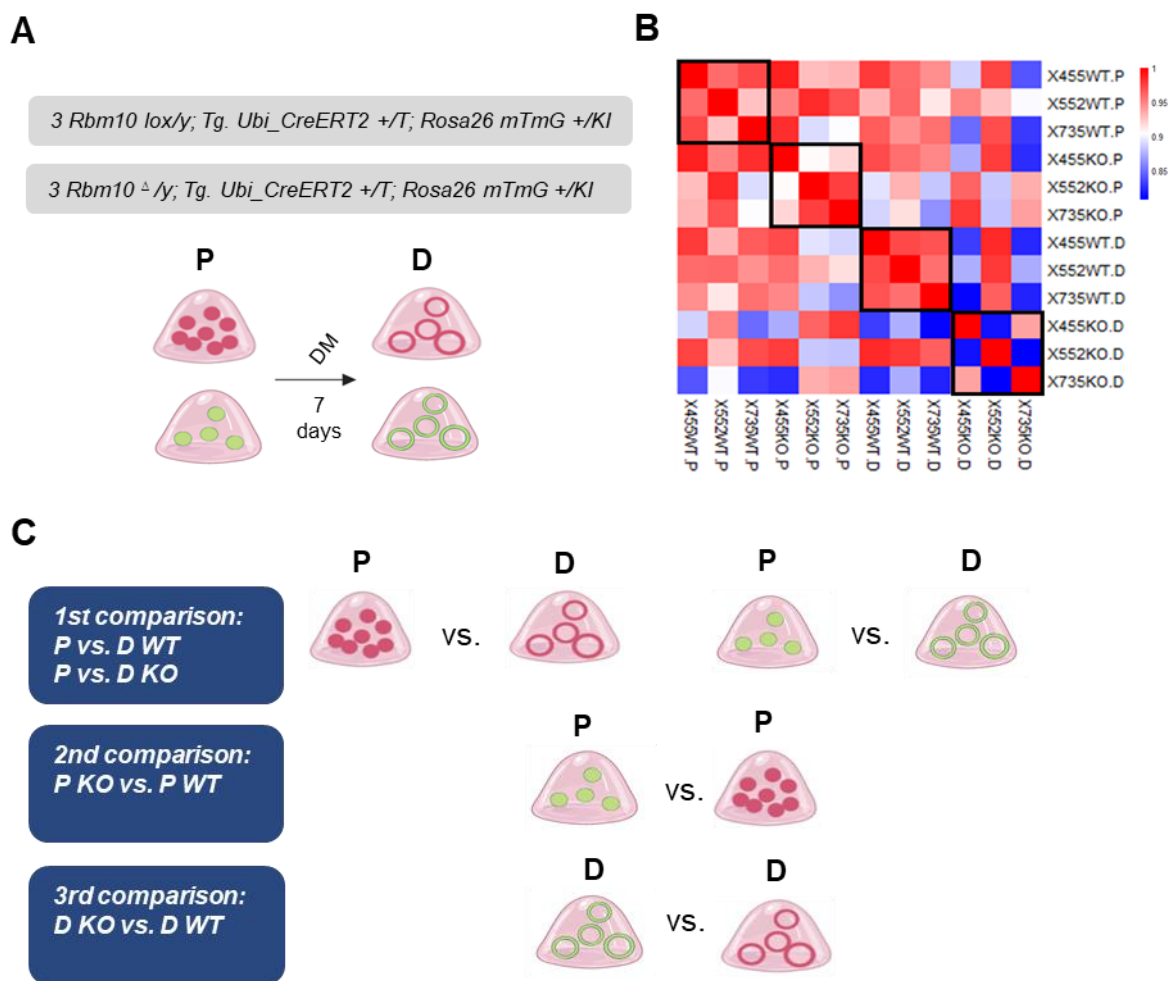 A
3 Rbm10 lox/y; Tg. Ubi_CreERT2 +/T; Rosa26 mTmG +/KI
3 Rbm10 Δ /y; Tg. Ubi_CreERT2 +/T; Rosa26 mTmG +/KI
P
D
DM
7
days
B
1
0.95
0.9
0.85
X455WT.P
X552WT.P
X735WT.P
X455KO.P
X552KO.P
X735KO.P
X455WT.D
X552WT.D
X735WT.D
X455KO.D
X552KO.D
X735KO.D
X455WT.P
X552WT.P
X735WT.P
X455KO.P
X552KO.P
X735KO.P
X455WT.D
X552WT.D
X735WT.D
X455KO.D
X552KO.D
X735KO.D
C
P
D
P
D
1st comparison:
P vs. D WT
P vs. D KO
vs.
vs.
2nd comparison:
P KO vs. P WT
P
P
vs.
3rd comparison:
D KO vs. D WT
D
D
vs.